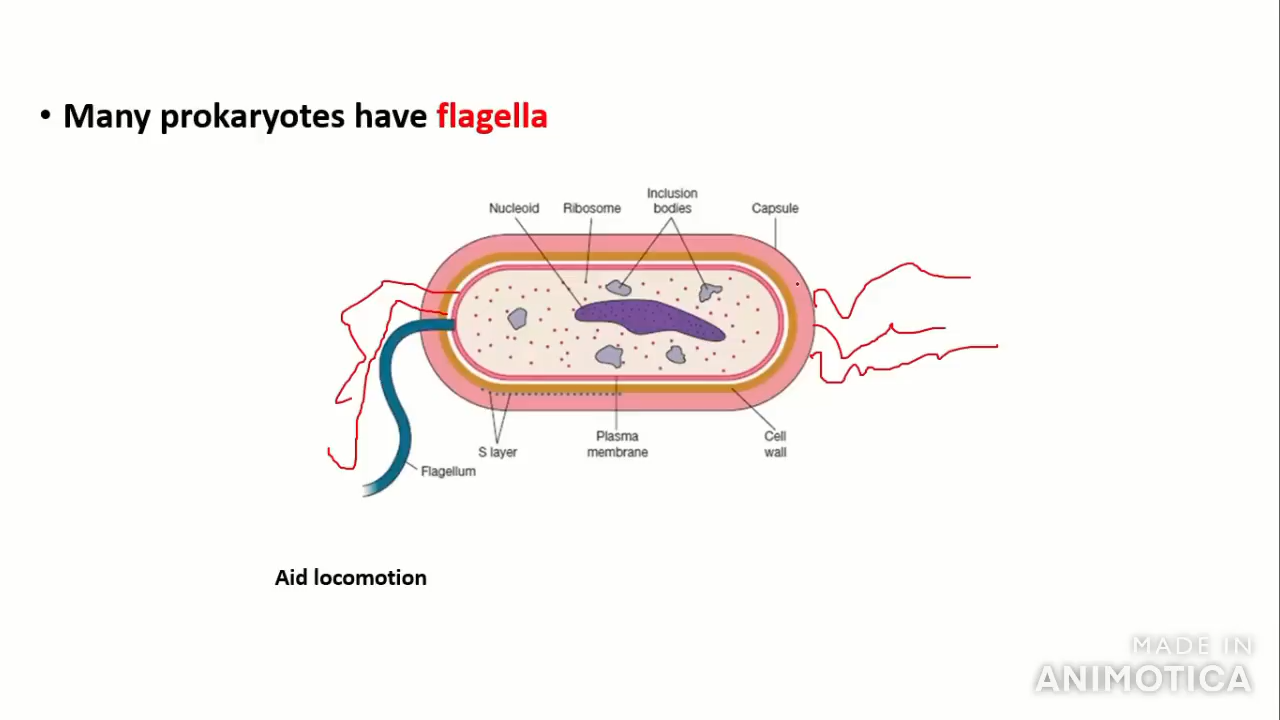 • Many prokaryotes have flagella
Inclusion
Nucleoid Ribosome bodies Capsule
S layer Plasma membrane Cell wall
Flagellum
Aid locomotion
MADE IN
ANIMOTICA